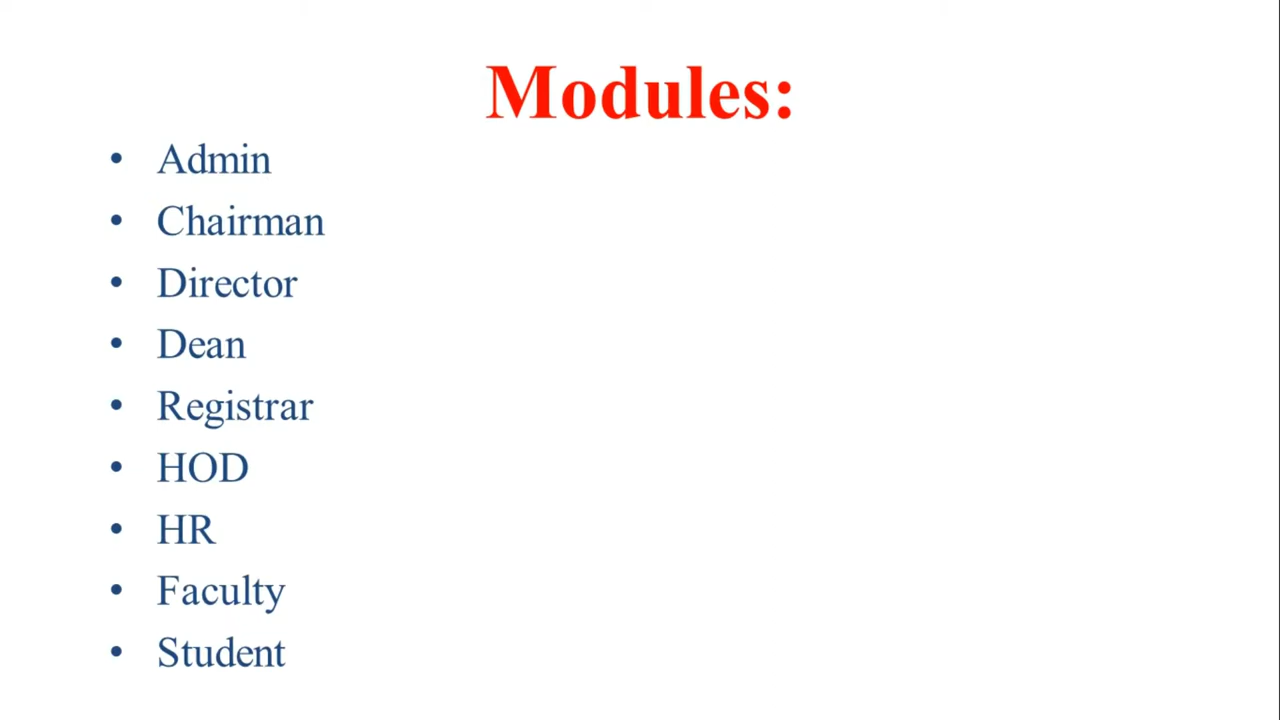 Modules:
• Admin
• Chairman
• Director
• Dean
• Registrar
• HOD
• HR
• Faculty
• Student